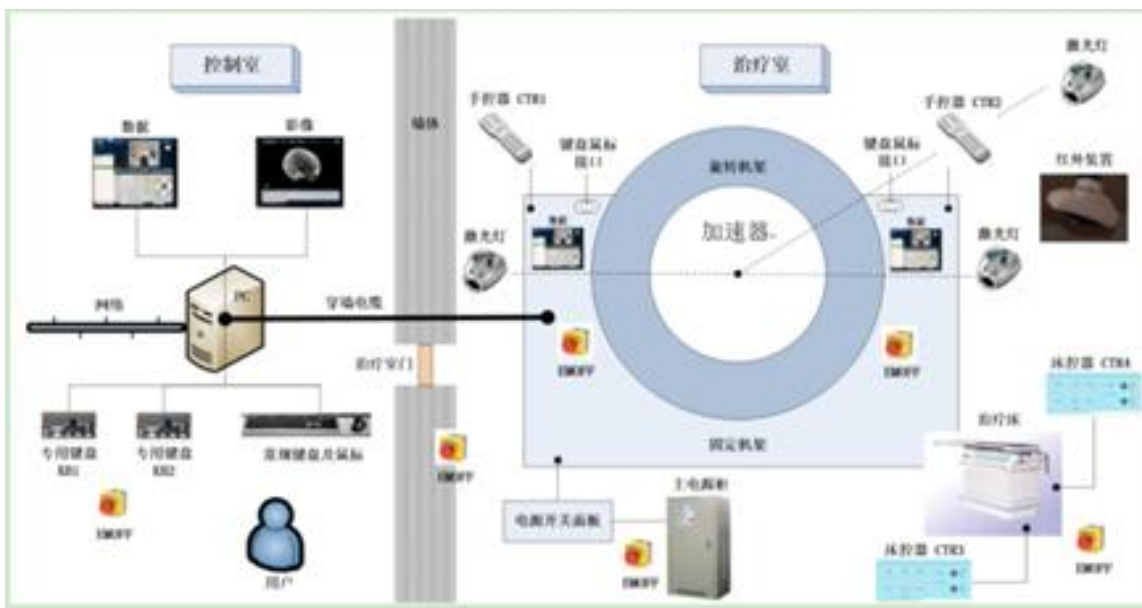 控制室
治疗室
数据
影像
墙体
手控器 CTR1
键盘鼠标
接口
旋转机架
键盘鼠标
接口
手控器 CTR2
激光灯
红外装置
激光灯
数据
加速器
数据
激光灯
网络
PC
穿墙电缆
治疗室门
EMOFF
EMOFF
床控器 CTR4
治疗床
专用键盘
KB1
专用键盘
KB2
常规键盘及鼠标
EMOFF
固定机架
主电源柜
电源开关面板
EMOFF
用户
EMOFF
床控器 CTR3
EMOFF